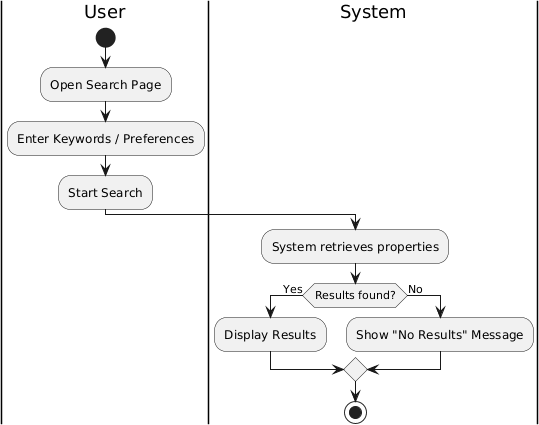 User
System
Open Search Page
Enter Keywords / Preferences
Start Search
System retrieves properties
Results found?
Yes
No
Display Results
Show "No Results" Message